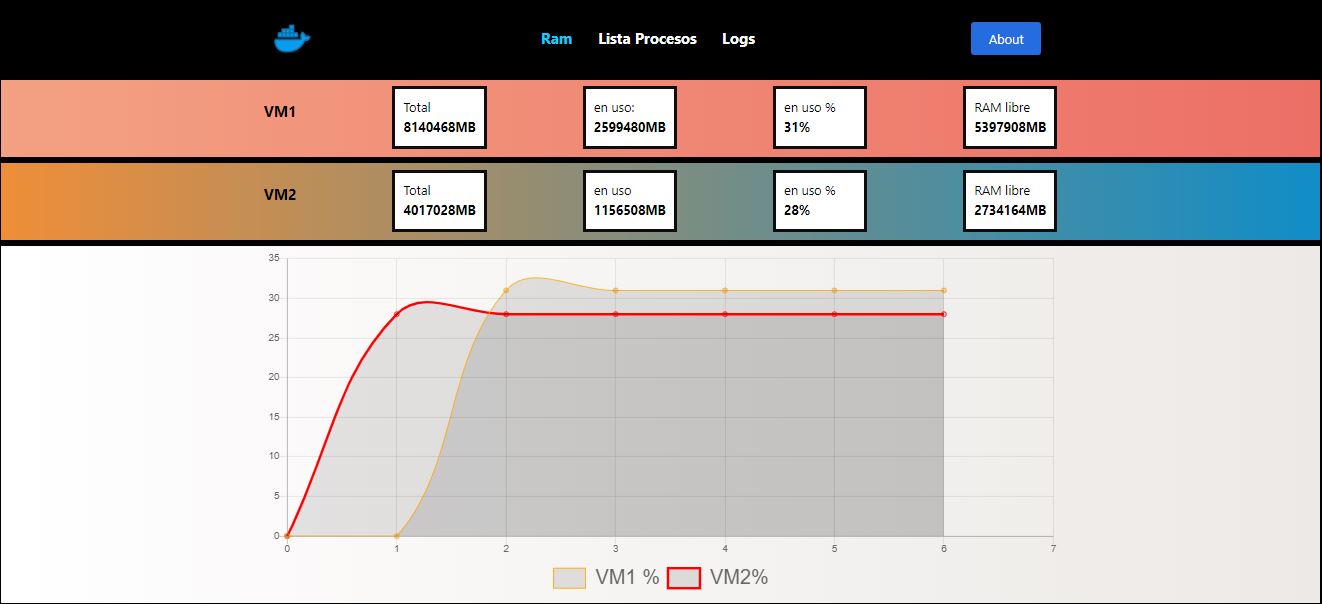 Ram Lista Procesos Logs About
VM1
Total
8140468MB
en uso:
2599480MB
en uso %
31%
RAM libre
5397908MB
VM2
Total
4017028MB
en uso
1156508MB
en uso %
28%
RAM libre
2734164MB
35
30
25
20
15
10
5
0
0 1 2 3 4 5 6 7
VM1 % VM2%